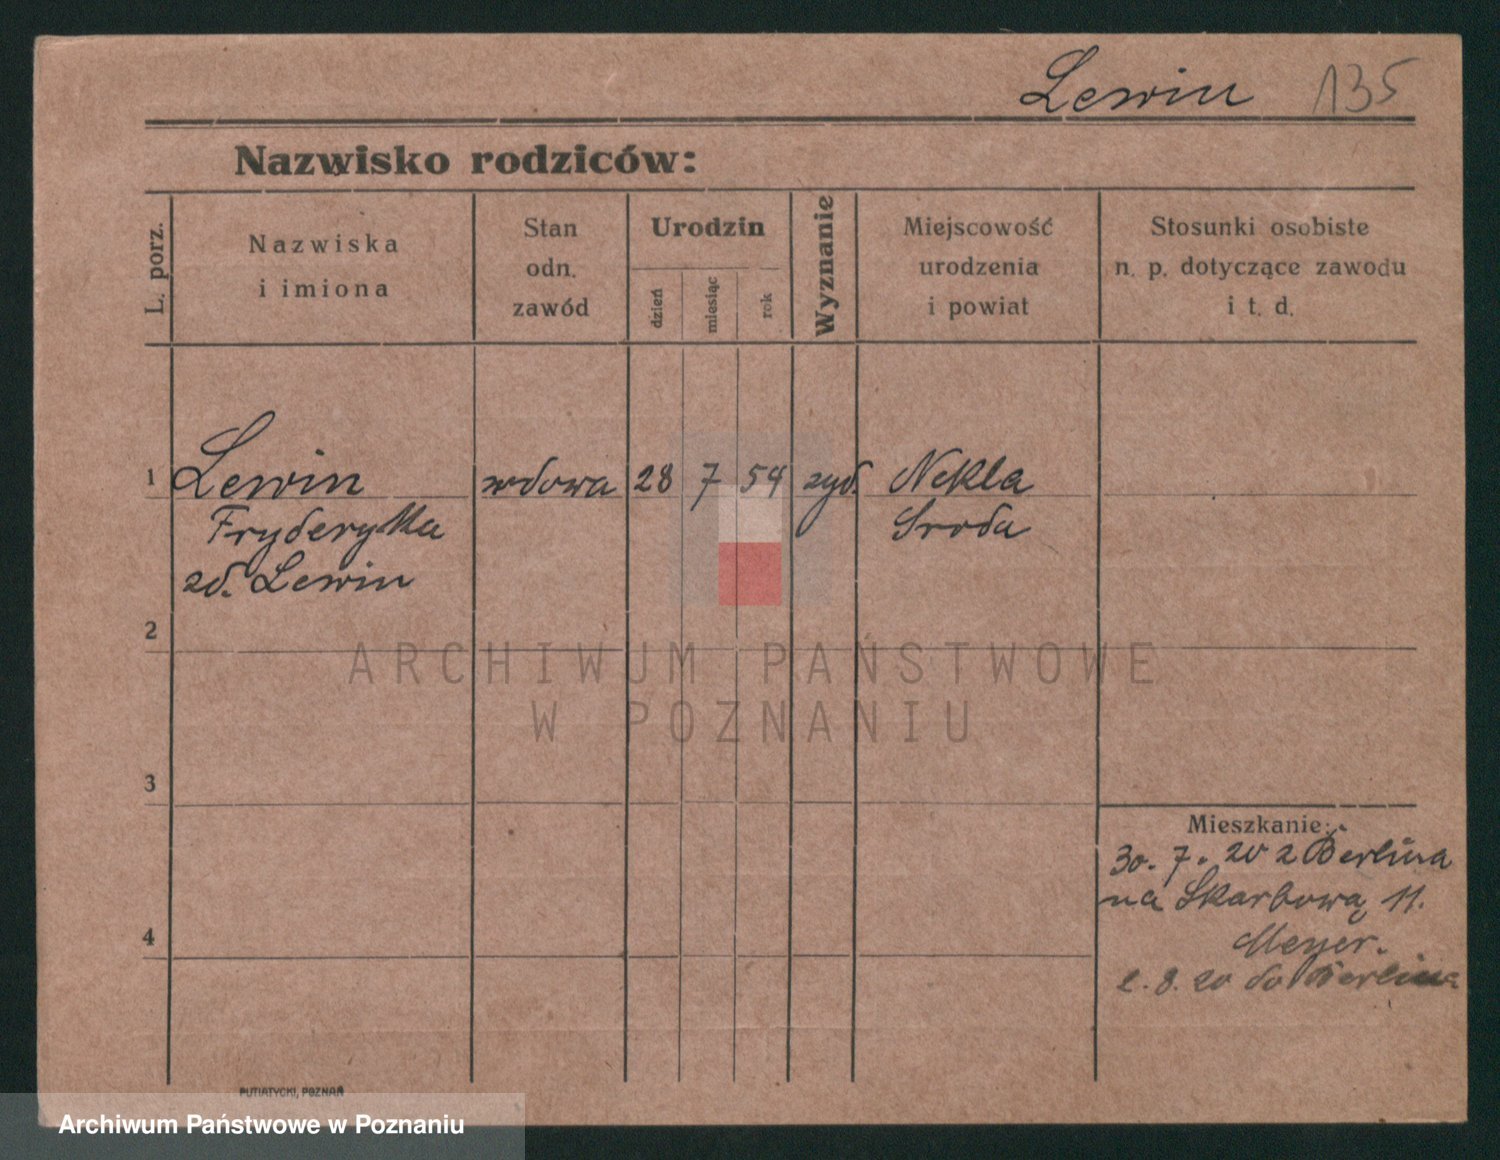 Lewin 135
Nazwisko rodziców:
L. porz.
Nazwiska
i imiona
Stan
odn.
zawód
Urodzin
dzień
miesiąc
rok
Wyznanie
Miejscowość
urodzenia
i powiat
Stosunki osobiste
n. p. dotyczące zawodu
i t. d.
1 Lewin wdowa 28 7 54 żyd. Nekla
Fryderyka Sroda
zd. Lewin
2
3
4
ARCHIWUM PAŃSTWOWE
W POZNANIU
Mieszkanie:
30. 7. 20 z Berlina
na Skarbową 11.
Meyer.
2. 8. 20 do Berlina
PUTIATYCKI, POZNAŃ
Archiwum Państwowe w Poznaniu